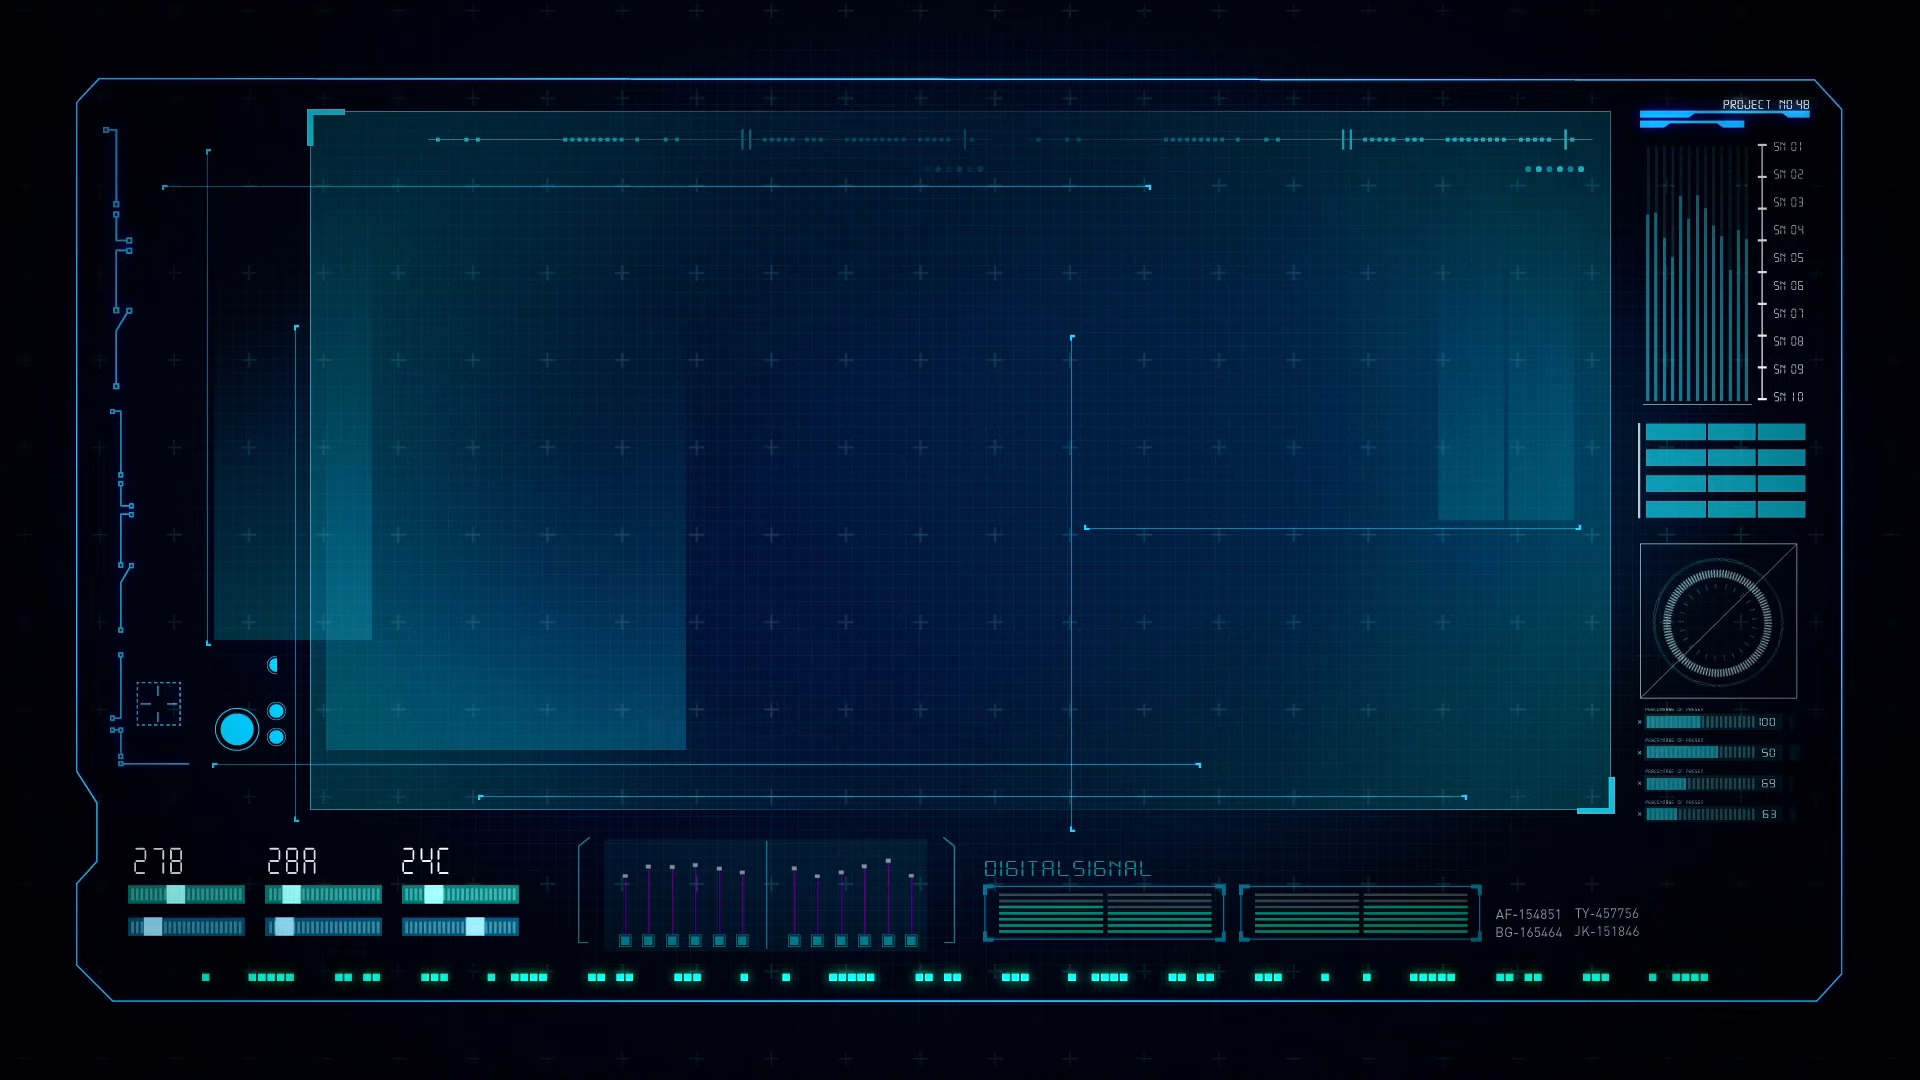 PROJECT NO 48
SN 01
SN 02
SN 03
SN 04
SN 05
SN 06
SN 07
SN 08
SN 09
SN 10
100
50
69
63
27B
28A
24C
DIGITAL SIGNAL
AF-154851 TY-457756
BG-165464 JK-151846